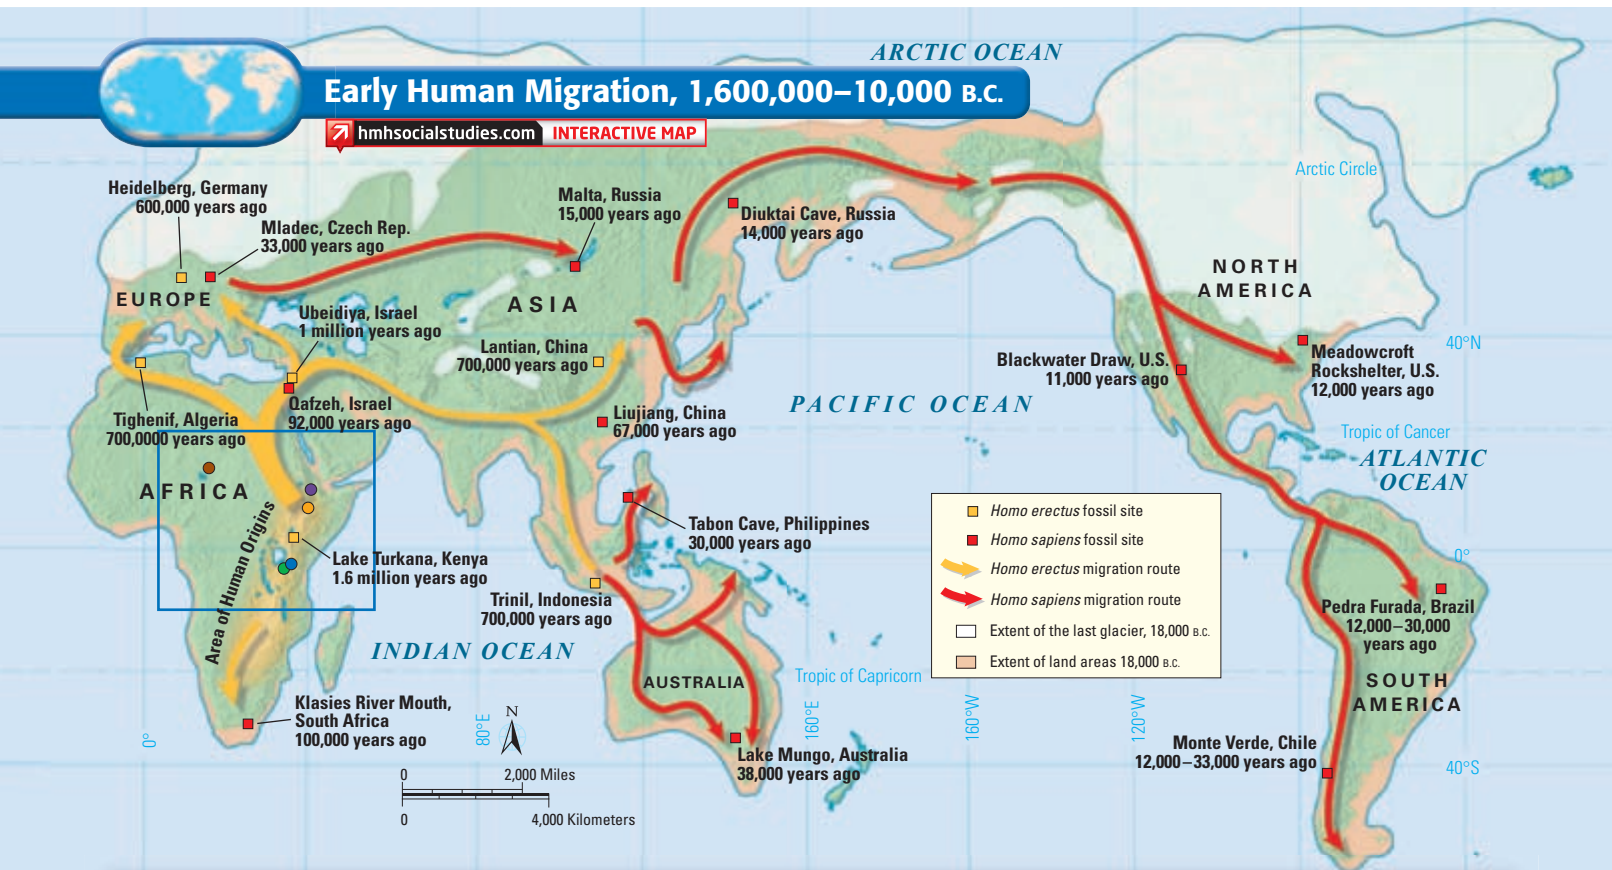 ARCTIC OCEAN
Early Human Migration, 1,600,000–10,000 B.C.
hmhsocialstudies.com INTERACTIVE MAP
Arctic Circle
Heidelberg, Germany
600,000 years ago
Mladec, Czech Rep.
33,000 years ago
Malta, Russia
15,000 years ago
Diuktai Cave, Russia
14,000 years ago
NORTH
AMERICA
EUROPE
ASIA
Ubeidiya, Israel
1 million years ago
Lantian, China
700,000 years ago
40°N
Blackwater Draw, U.S.
11,000 years ago
Meadowcroft
Rockshelter, U.S.
12,000 years ago
Qafzeh, Israel
92,000 years ago
PACIFIC OCEAN
Tighenif, Algeria
700,0000 years ago
Liujiang, China
67,000 years ago
Tropic of Cancer
ATLANTIC
OCEAN
AFRICA
Area of Human Origins
Lake Turkana, Kenya
1.6 million years ago
Tabon Cave, Philippines
30,000 years ago
Homo erectus fossil site
Homo sapiens fossil site
Homo erectus migration route
Homo sapiens migration route
Extent of the last glacier, 18,000 B.C.
Extent of land areas 18,000 B.C.
0°
Trinil, Indonesia
700,000 years ago
Pedra Furada, Brazil
12,000–30,000
years ago
INDIAN OCEAN
AUSTRALIA
Tropic of Capricorn
SOUTH
AMERICA
Klasies River Mouth,
South Africa
100,000 years ago
0°
80°E
N
160°E
160°W
120°W
Lake Mungo, Australia
38,000 years ago
Monte Verde, Chile
12,000–33,000 years ago
40°S
0 2,000 Miles
0 4,000 Kilometers